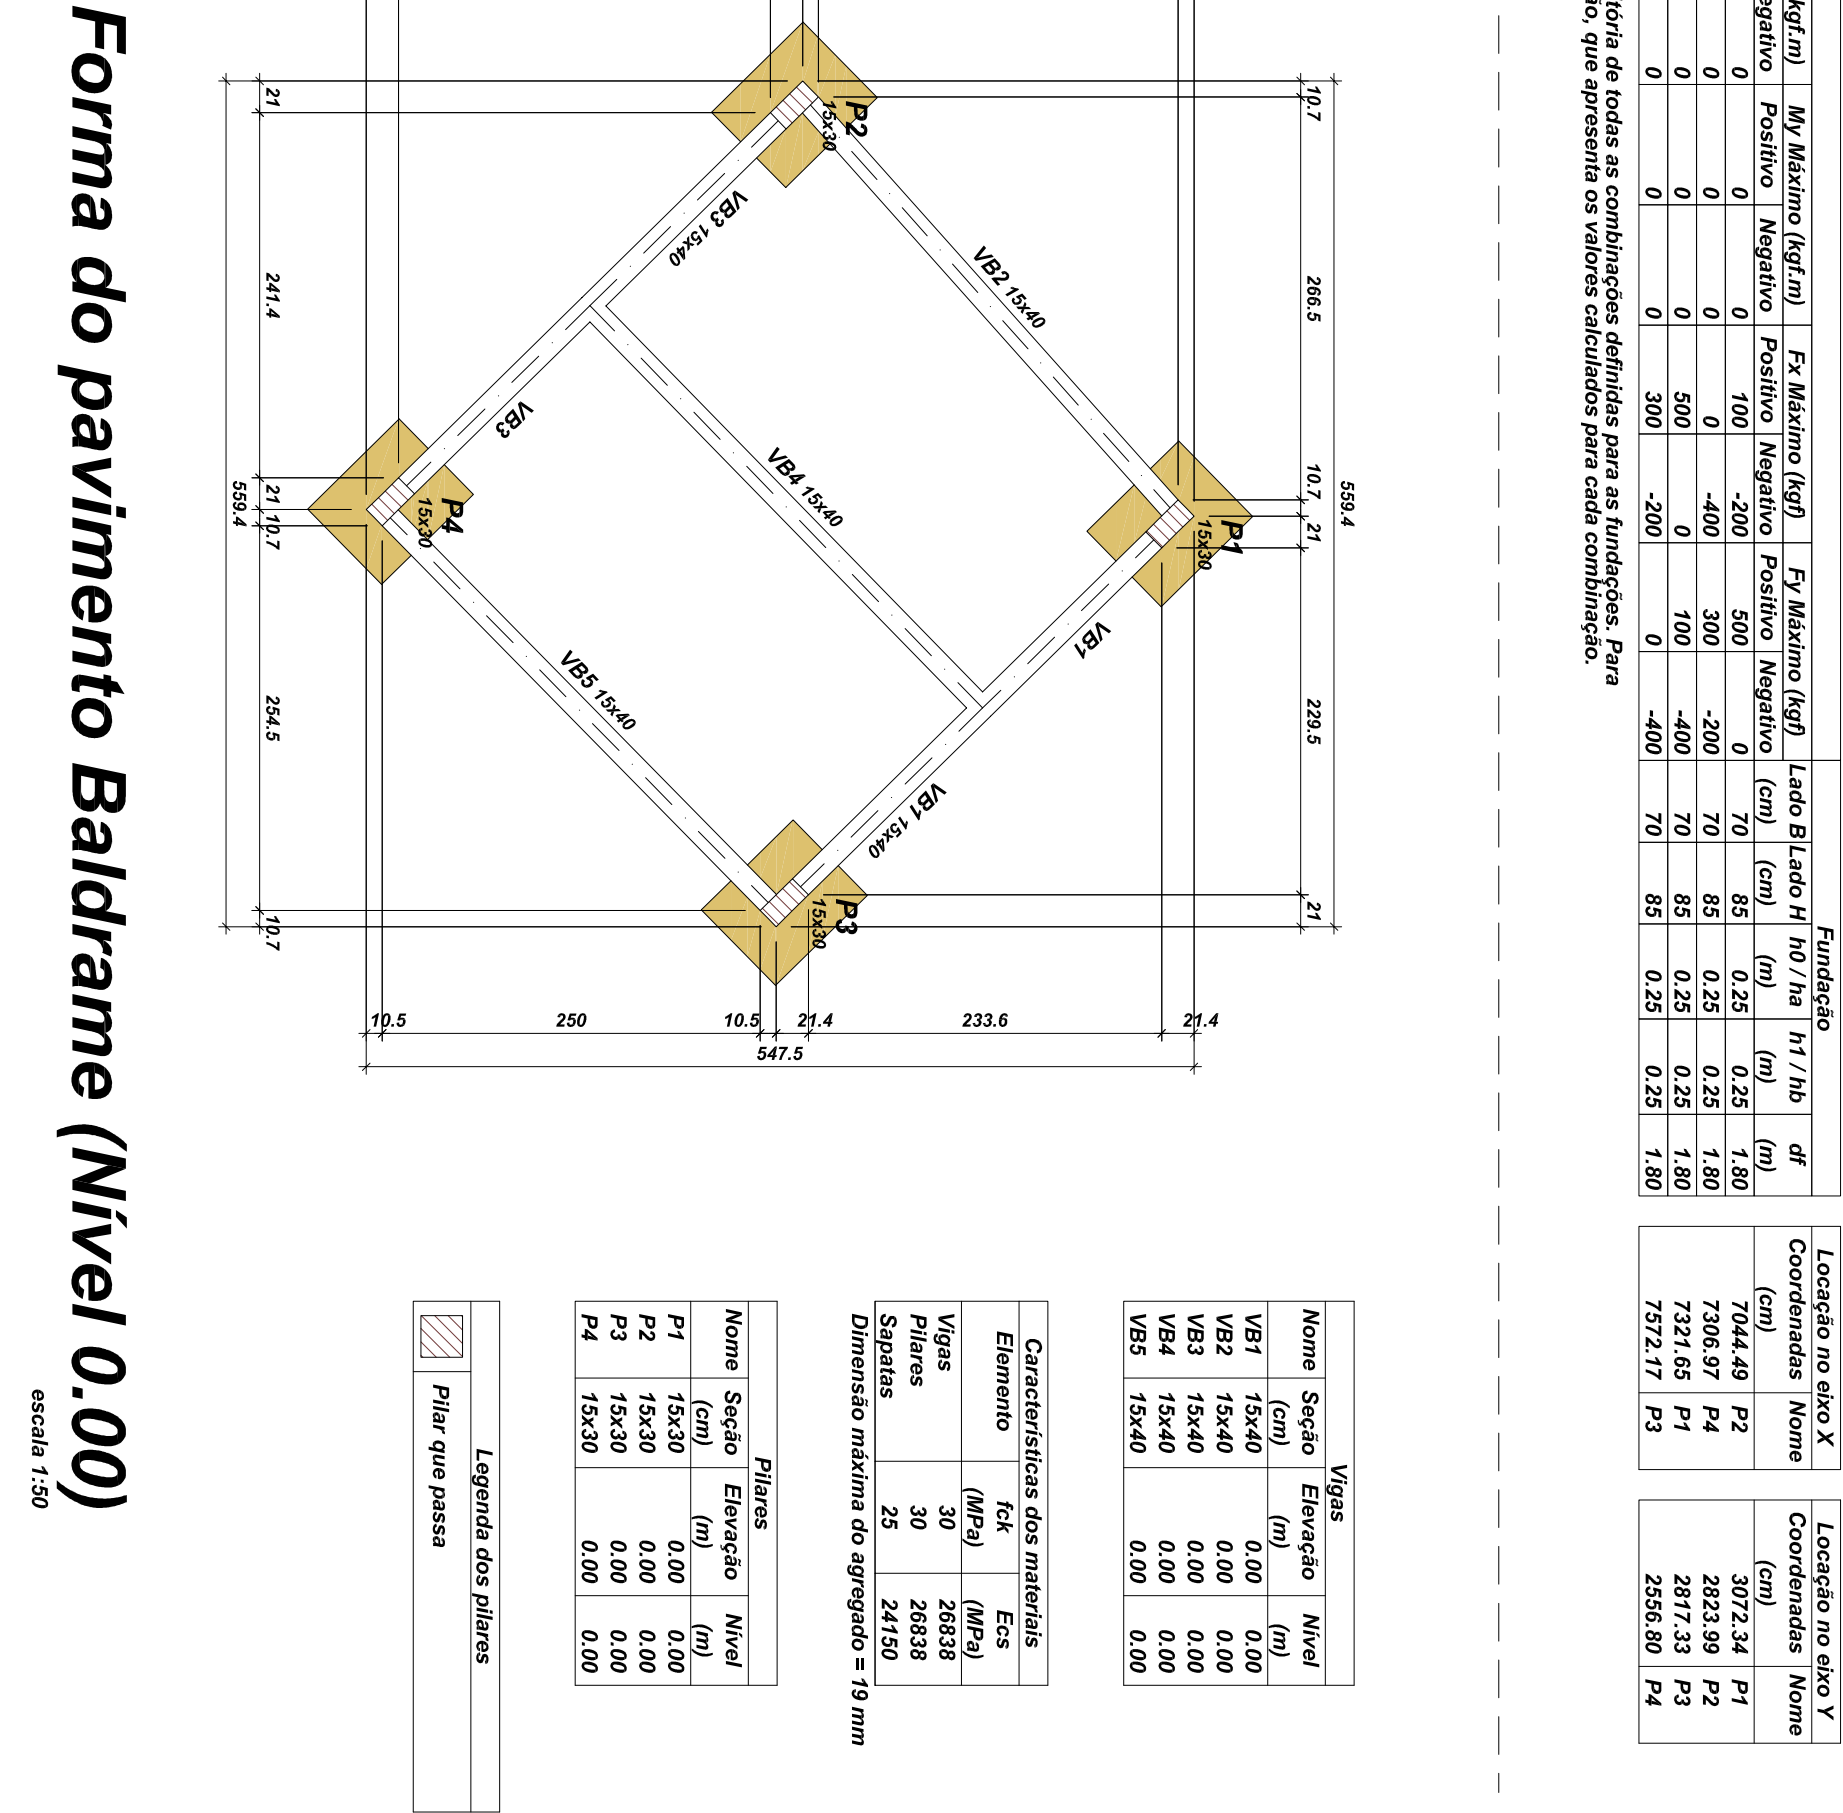 Fundação
kgf.m) My Máximo (kgf.m) Fx Máximo (kgf) Fy Máximo (kgf) Lado B Lado H h0 / ha h1 / hb df
egativo Positivo Negativo Positivo Negativo Positivo Negativo (cm) (cm) (m) (m) (m)
0 0 0 100 -200 500 0 70 85 0.25 0.25 1.80
0 0 0 0 -400 300 -200 70 85 0.25 0.25 1.80
0 0 0 500 0 100 -400 70 85 0.25 0.25 1.80
0 0 0 300 -200 0 -400 70 85 0.25 0.25 1.80
tória de todas as combinações definidas para as fundações. Para
ão, que apresenta os valores calculados para cada combinação.
Locação no eixo X
Coordenadas Nome
(cm)
7044.49 P2
7306.97 P4
7321.65 P1
7572.17 P3
Locação no eixo Y
Coordenadas Nome
(cm)
3072.34 P1
2823.99 P2
2817.33 P3
2556.80 P4
559.4
10.7 266.5 10.7 21 229.5 21
P1
15x30
P2
15x30
VB2 15x40
VB1
VB3 15x40
VB4 15x40
VB1 15x40
P3
15x30
VB3
P4
15x30
VB5 15x40
21.4
233.6
21.4
10.5
250
10.5
547.5
21 241.4 21 10.7 254.5 10.7
559.4
Vigas
Nome Seção Elevação Nível
(cm) (m) (m)
VB1 15x40 0.00 0.00
VB2 15x40 0.00 0.00
VB3 15x40 0.00 0.00
VB4 15x40 0.00 0.00
VB5 15x40 0.00 0.00
Características dos materiais
Elemento fck Ecs
(MPa) (MPa)
Vigas 30 26838
Pilares 30 26838
Sapatas 25 24150
Dimensão máxima do agregado = 19 mm
Pilares
Nome Seção Elevação Nível
(cm) (m) (m)
P1 15x30 0.00 0.00
P2 15x30 0.00 0.00
P3 15x30 0.00 0.00
P4 15x30 0.00 0.00
Legenda dos pilares
Pilar que passa
Forma do pavimento Baldrame (Nível 0.00)
escala 1:50